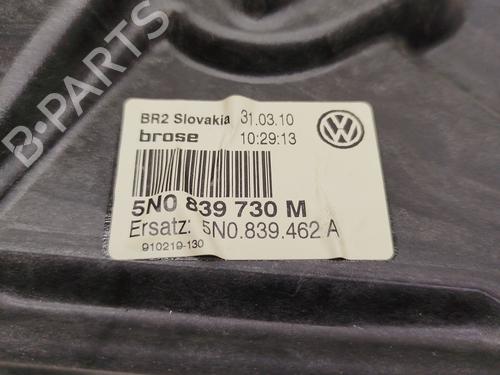 BR2 Slovakia 31.03.10
brose 10:29:13
5N0 839 730 M
Ersatz: 5N0.839.462 A
910219-130
B-PARTS